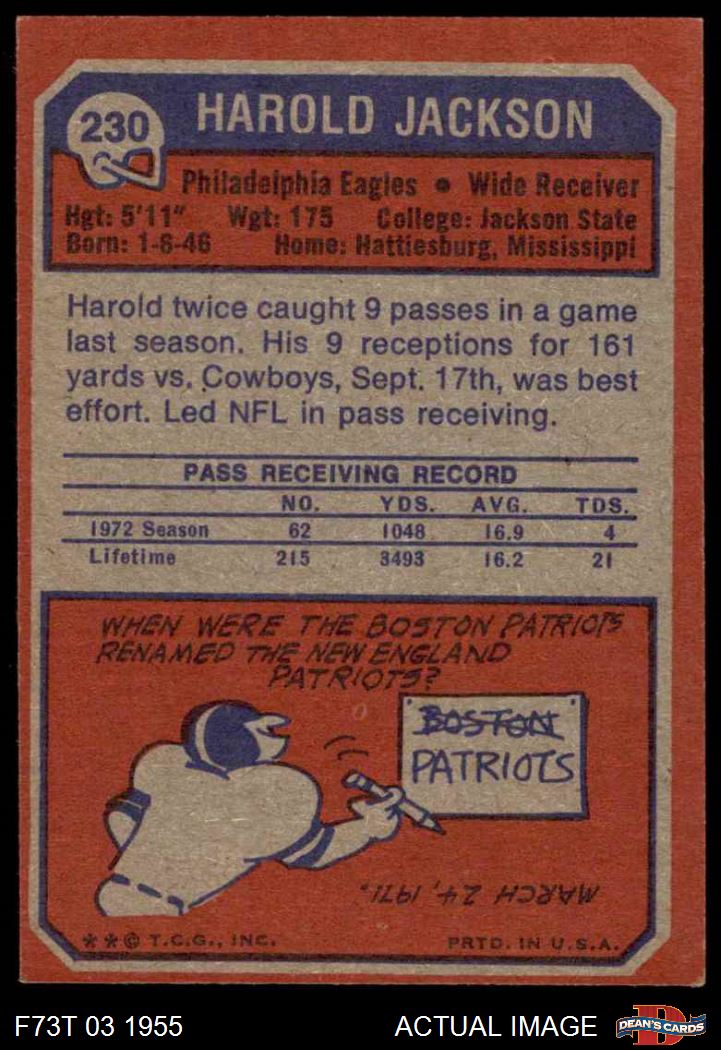 230
HAROLD JACKSON
Philadelphia Eagles • Wide Receiver
Hgt: 5'11" Wgt: 175 College: Jackson State
Born: 1-6-46 Home: Hattiesburg, Mississippi
Harold twice caught 9 passes in a game
last season. His 9 receptions for 161
yards vs. Cowboys, Sept. 17th, was best
effort. Led NFL in pass receiving.
PASS RECEIVING RECORD
NO. YDS. AVG. TDS.
1972 Season 62 1048 16.9 4
Lifetime 215 3493 16.2 21
WHEN WERE THE BOSTON PATRIOTS
RENAMED THE NEW ENGLAND
PATRIOTS?
BOSTON
PATRIOTS
MARCH 24, 1971.
**© T.C.G., INC. PRTD. IN U.S.A.
F73T 03 1955 ACTUAL IMAGE
D
DEAN'S CARDS